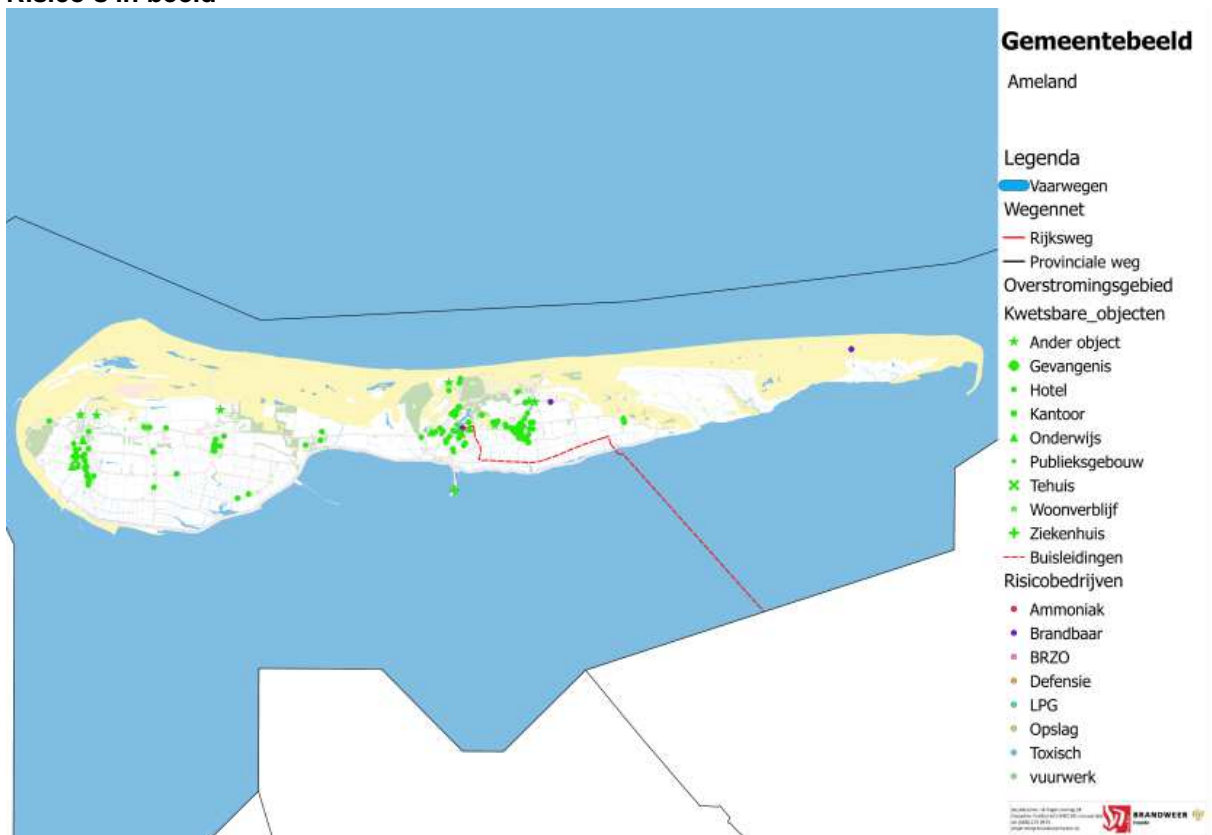 Gemeentebeeld
Ameland
Legenda
Vaarwegen
Wegennet
Rijksweg
Provinciale weg
Overstromingsgebied
Kwetsbare_objecten
Ander object
Gevangenis
Hotel
Kantoor
Onderwijs
Publieksgebouw
Tehuis
Woonverblijf
Ziekenhuis
Buisleidingen
Risicobedrijven
Ammoniak
Brandbaar
BRZO
Defensie
LPG
Opslag
Toxisch
vuurwerk
BRANDWEER